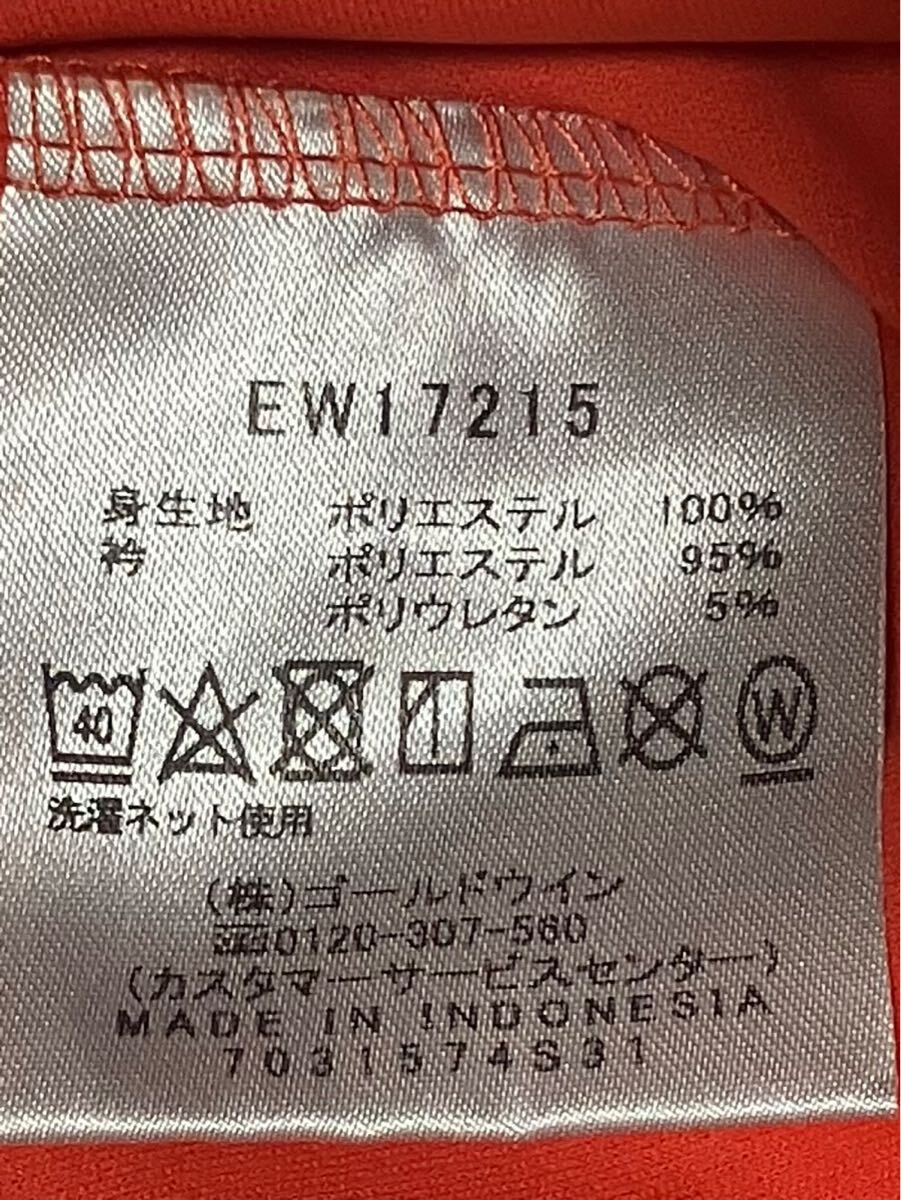 EW17215
身生地 ポリエステル 100%
衿 ポリエステル 95%
ポリウレタン 5%
40 W
洗濯ネット使用
(株)ゴールドウイン
0120-307-560
(カスタマーサービスセンター)
MADE IN INDONESIA
7031574S31